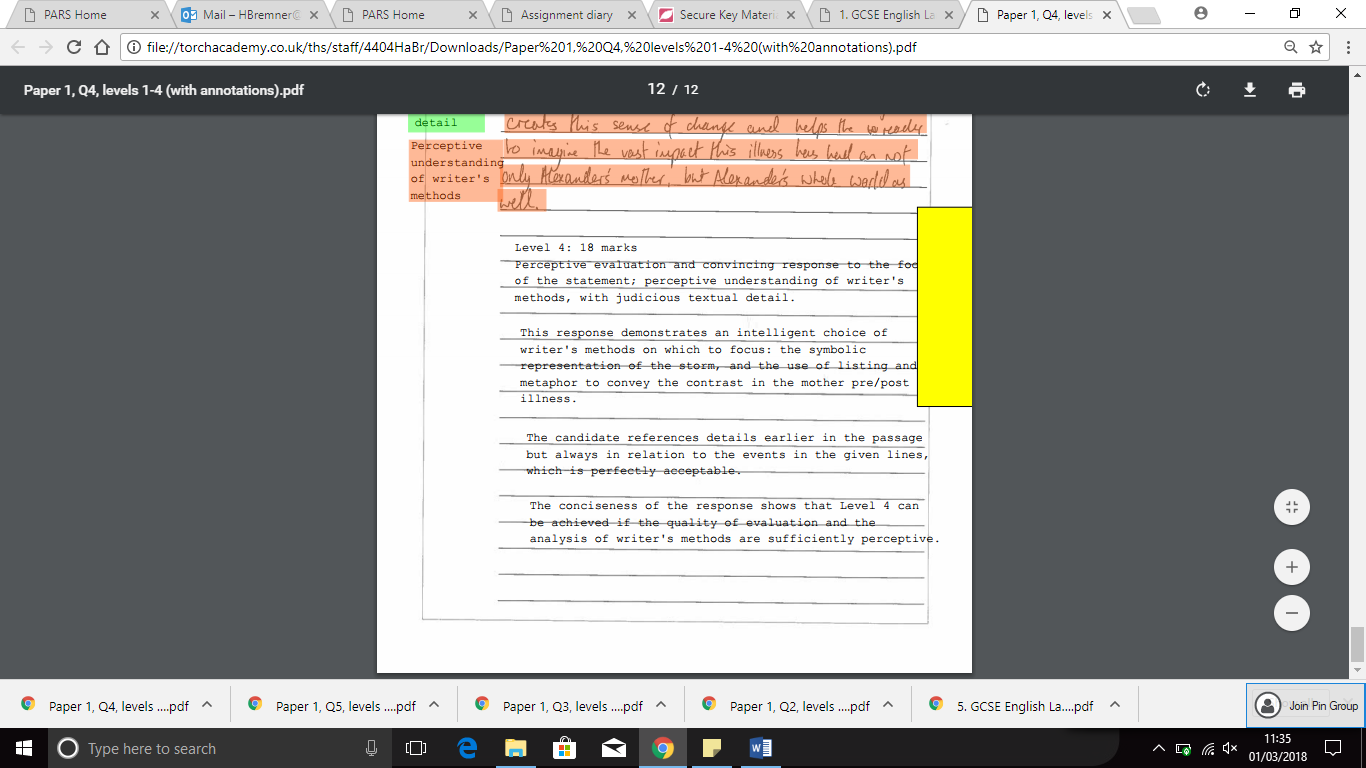 PARS Home
Mail – HBremner@
PARS Home
Assignment diary
Secure Key Materi
1. GCSE English La
Paper 1, Q4, levels
file://torchacademy.co.uk/ths/staff/4404HaBr/Downloads/Paper%201,%20Q4,%20levels%201-4%20(with%20annotations).pdf
Paper 1, Q4, levels 1-4 (with annotations).pdf
12 / 12
detail
creates this sense of change and helps the reader
Perceptive
understanding
of writer's
methods
to imagine the vast impact this illness has had on not
only Alexander's mother, but Alexander's whole world as
well.
Level 4: 18 marks
Perceptive evaluation and convincing response to the foc
of the statement; perceptive understanding of writer's
methods, with judicious textual detail.
This response demonstrates an intelligent choice of
writer's methods on which to focus: the symbolic
representation of the storm, and the use of listing and
metaphor to convey the contrast in the mother pre/post
illness.
The candidate references details earlier in the passage
but always in relation to the events in the given lines,
which is perfectly acceptable.
The conciseness of the response shows that Level 4 can
be achieved if the quality of evaluation and the
analysis of writer's methods are sufficiently perceptive.
Paper 1, Q4, levels ....pdf
Paper 1, Q5, levels ....pdf
Paper 1, Q3, levels ....pdf
Paper 1, Q2, levels ....pdf
5. GCSE English La....pdf
Join Pin Group
Type here to search
11:35
01/03/2018